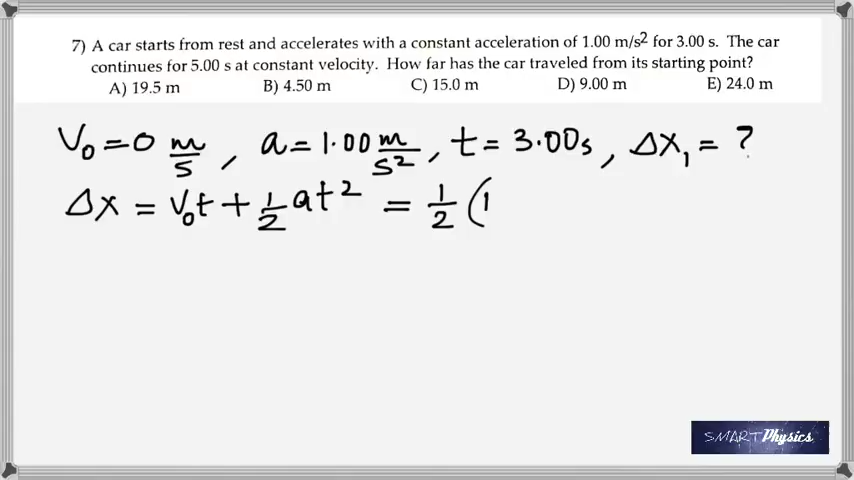 7) A car starts from rest and accelerates with a constant acceleration of 1.00 m/s² for 3.00 s. The car
continues for 5.00 s at constant velocity. How far has the car traveled from its starting point?
A) 19.5 m B) 4.50 m C) 15.0 m D) 9.00 m E) 24.0 m
V₀ = 0 m/s, a = 1.00 m/s², t = 3.00s, Δx₁ = ?
Δx = V₀t + 1/2 at² = 1/2 (1
SMART Physics